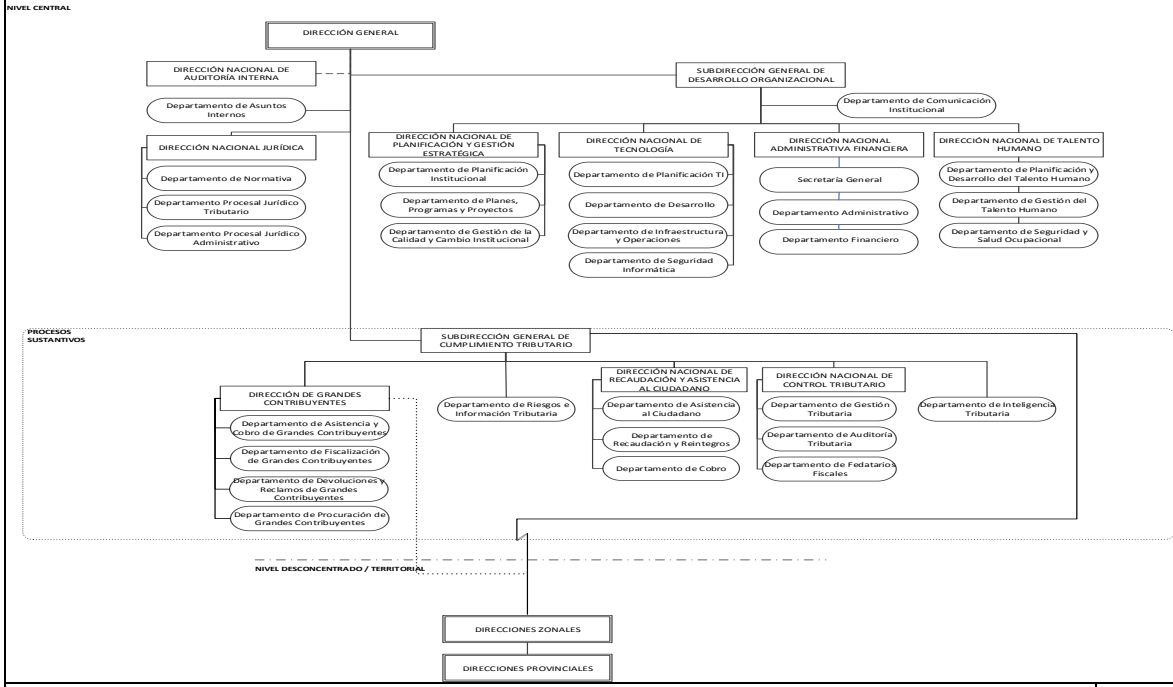 NIVEL CENTRAL
DIRECCIÓN GENERAL
DIRECCIÓN NACIONAL DE
AUDITORÍA INTERNA
SUBDIRECCIÓN GENERAL DE
DESARROLLO ORGANIZACIONAL
Departamento de Asuntos
Internos
Departamento de Comunicación
Institucional
DIRECCIÓN NACIONAL JURÍDICA
Departamento de Normativa
Departamento Procesal Jurídico
Tributario
Departamento Procesal Jurídico
Administrativo
DIRECCIÓN NACIONAL DE
PLANIFICACIÓN Y GESTIÓN
ESTRATÉGICA
Departamento de Planificación
Institucional
Departamento de Planes,
Programas y Proyectos
Departamento de Gestión de la
Calidad y Cambio Institucional
DIRECCIÓN NACIONAL DE
TECNOLOGÍA
Departamento de Planificación TI
Departamento de Desarrollo
Departamento de Infraestructura
y Operaciones
Departamento de Seguridad
Informática
DIRECCIÓN NACIONAL
ADMINISTRATIVA FINANCIERA
Secretaría General
Departamento Administrativo
Departamento Financiero
DIRECCIÓN NACIONAL DE TALENTO
HUMANO
Departamento de Planificación y
Desarrollo del Talento Humano
Departamento de Gestión del
Talento Humano
Departamento de Seguridad y
Salud Ocupacional
PROCESOS
SUSTANTIVOS
SUBDIRECCIÓN GENERAL DE
CUMPLIMIENTO TRIBUTARIO
DIRECCIÓN DE GRANDES
CONTRIBUYENTES
Departamento de Asistencia y
Cobro de Grandes Contribuyentes
Departamento de Fiscalización
de Grandes Contribuyentes
Departamento de Devoluciones y
Reclamos de Grandes
Contribuyentes
Departamento de Procuración de
Grandes Contribuyentes
Departamento de Riesgos e
Información Tributaria
DIRECCIÓN NACIONAL DE
RECAUDACIÓN Y ASISTENCIA
AL CIUDADANO
Departamento de Asistencia
al Ciudadano
Departamento de
Recaudación y Reintegros
Departamento de Cobro
DIRECCIÓN NACIONAL DE
CONTROL TRIBUTARIO
Departamento de Gestión
Tributaria
Departamento de Auditoría
Tributaria
Departamento de Fedatarios
Fiscales
Departamento de Inteligencia
Tributaria
NIVEL DESCONCENTRADO / TERRITORIAL
DIRECCIONES ZONALES
DIRECCIONES PROVINCIALES